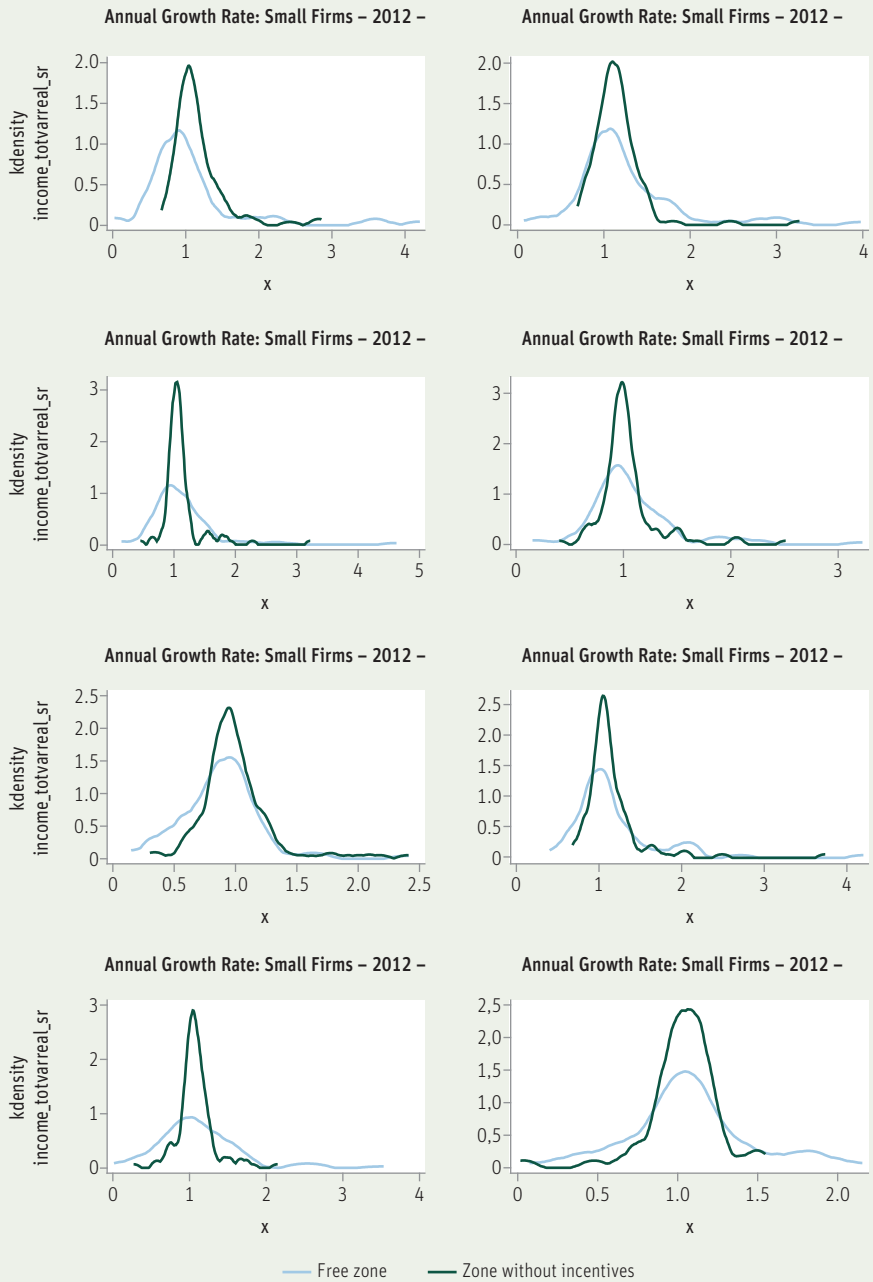 Annual Growth Rate: Small Firms – 2012 –
kdensity
income_totvarreal_sr
2.0
1.5
1.0
0.5
0
0 1 2 3 4
x
Annual Growth Rate: Small Firms – 2012 –
2.0
1.5
1.0
0.5
0
0 1 2 3 4
x
Annual Growth Rate: Small Firms – 2012 –
kdensity
income_totvarreal_sr
3
2
1
0
0 1 2 3 4 5
x
Annual Growth Rate: Small Firms – 2012 –
3
2
1
0
0 1 2 3
x
Annual Growth Rate: Small Firms – 2012 –
kdensity
income_totvarreal_sr
2.5
2.0
1.5
1.0
0.5
0
0 0.5 1.0 1.5 2.0 2.5
x
Annual Growth Rate: Small Firms – 2012 –
2.5
2.0
1.5
1.0
0.5
0
0 1 2 3 4
x
Annual Growth Rate: Small Firms – 2012 –
kdensity
income_totvarreal_sr
3
2
1
0
0 1 2 3 4
x
Annual Growth Rate: Small Firms – 2012 –
2,5
2,0
1,5
1,0
0,5
0
0 0.5 1.0 1.5 2.0
x
Free zone
Zone without incentives